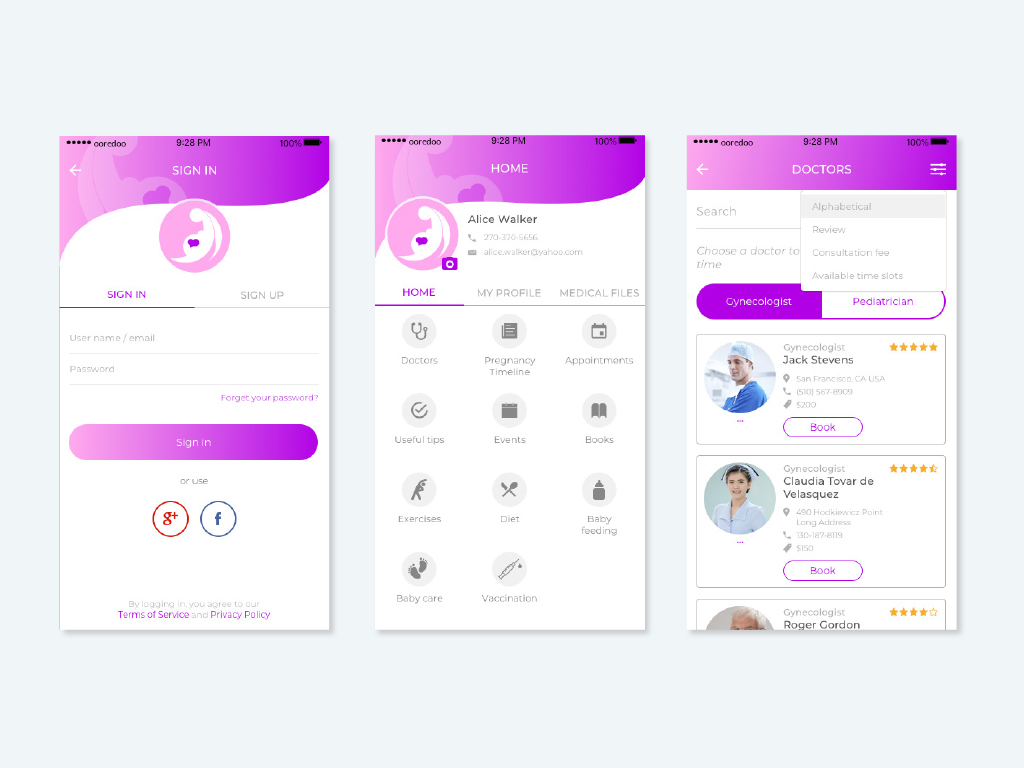 ooredoo 9:28 PM 100%
SIGN IN
SIGN IN SIGN UP
User name / email
Password
Forget your password?
Sign in
or use
g+ f
By logging in, you agree to our
Terms of Service and Privacy Policy
ooredoo 9:28 PM 100%
HOME
Alice Walker
270-370-5656
alice.walker@yahoo.com
HOME MY PROFILE MEDICAL FILES
Doctors Pregnancy Appointments
Timeline
Useful tips Events Books
Exercises Diet Baby
feeding
Baby care Vaccination
ooredoo 9:28 PM 100%
DOCTORS
Search
Alphabetical
Review
Consultation fee
Available time slots
Choose a doctor to
time
Gynecologist Pediatrician
Gynecologist
Jack Stevens
San Francisco, CA USA
(510) 567-8909
$200
...
Book
Gynecologist
Claudia Tovar de
Velasquez
490 Hodkiewicz Point
Long Address
130-187-8119
$150
...
Book
Gynecologist
Roger Gordon